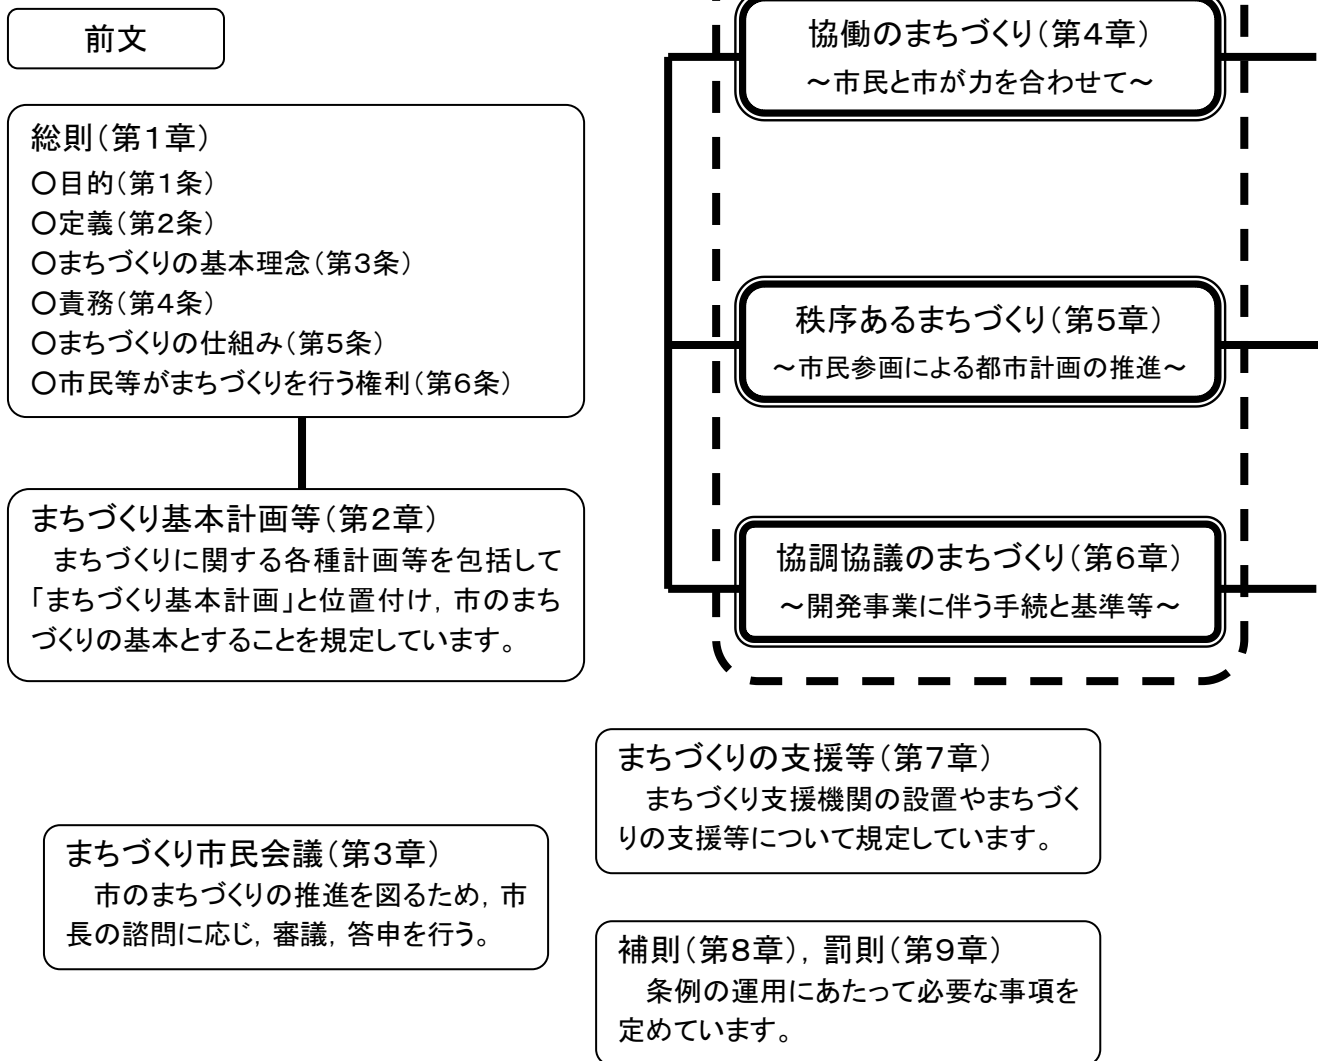 前文
総則(第1章)
○目的(第1条)
○定義(第2条)
○まちづくりの基本理念(第3条)
○責務(第4条)
○まちづくりの仕組み(第5条)
○市民等がまちづくりを行う権利(第6条)
まちづくり基本計画等(第2章)
まちづくりに関する各種計画等を包括して
「まちづくり基本計画」と位置付け, 市のまち
づくりの基本とすることを規定しています。
協働のまちづくり(第4章)
～市民と市が力を合わせて～
秩序あるまちづくり(第5章)
～市民参画による都市計画の推進～
協調協議のまちづくり(第6章)
～開発事業に伴う手続と基準等～
まちづくり市民会議(第3章)
市のまちづくりの推進を図るため, 市
長の諮問に応じ, 審議, 答申を行う。
まちづくりの支援等(第7章)
まちづくり支援機関の設置やまちづく
りの支援等について規定しています。
補則(第8章), 罰則(第9章)
条例の運用にあたって必要な事項を
定めています。